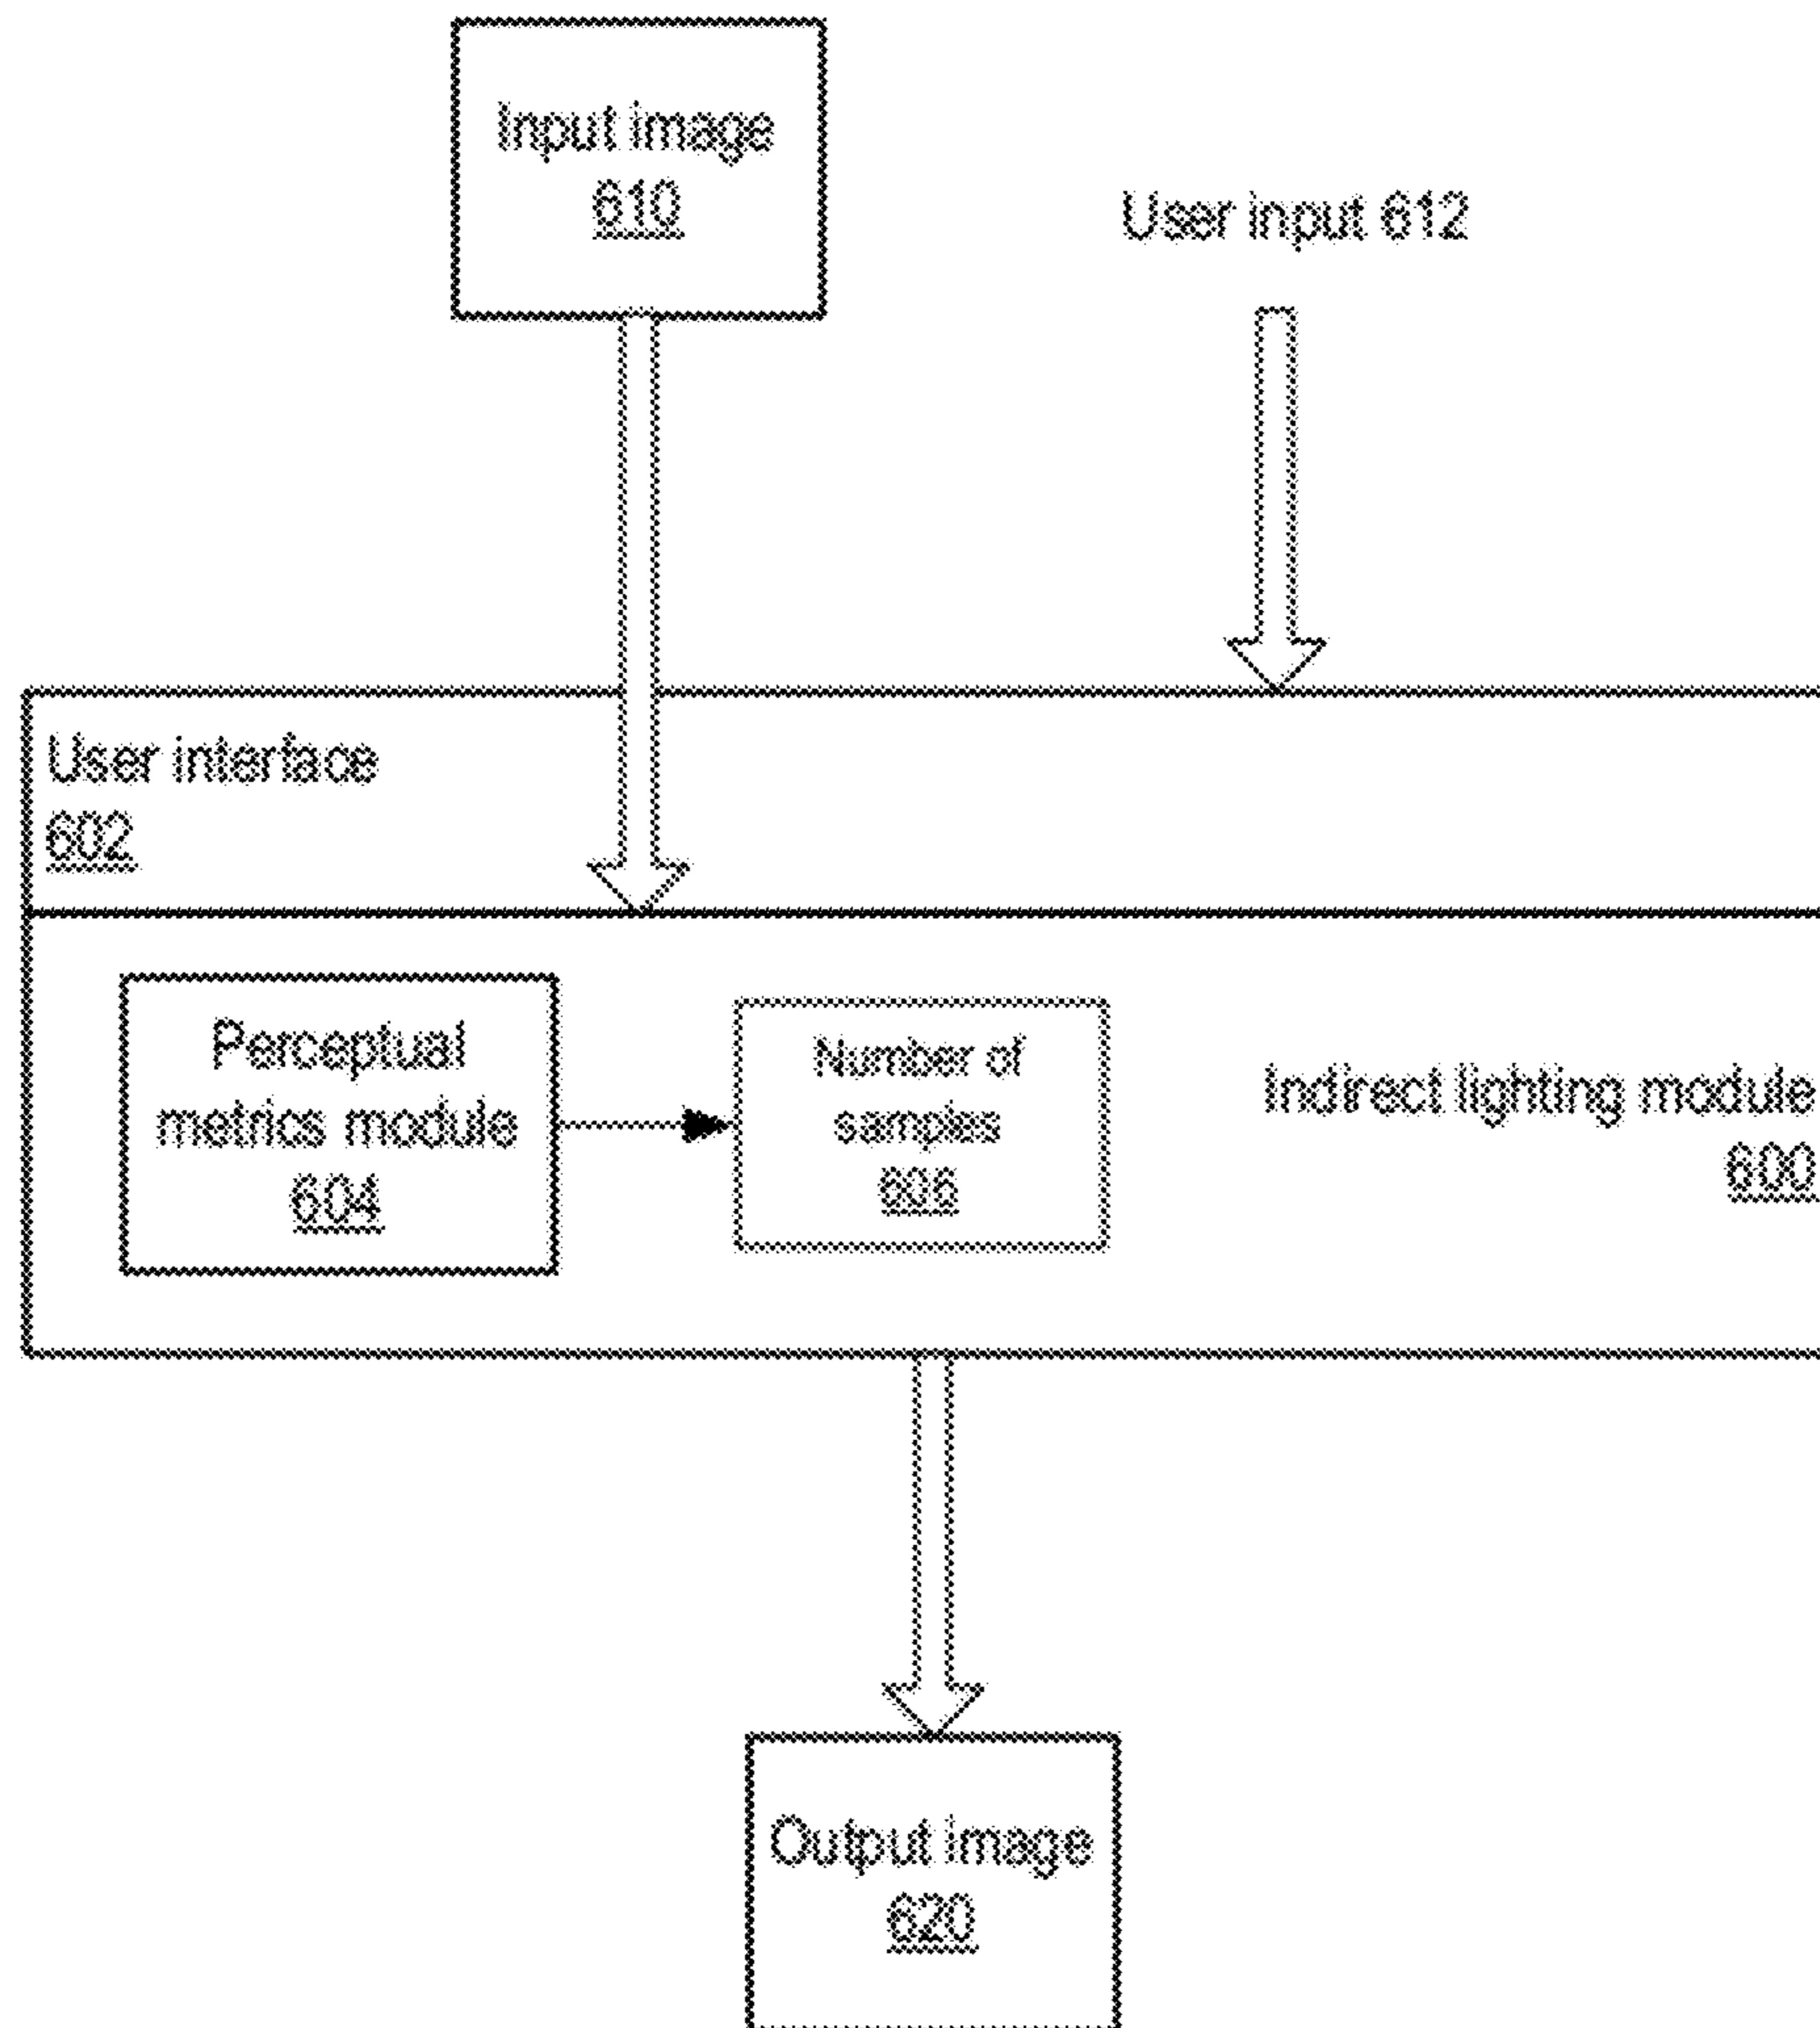 Input image
610
User input 612
User interface
602
Perceptual
metrics module
604
Number of
samples
606
Indirect lighting module
600
Output image
620